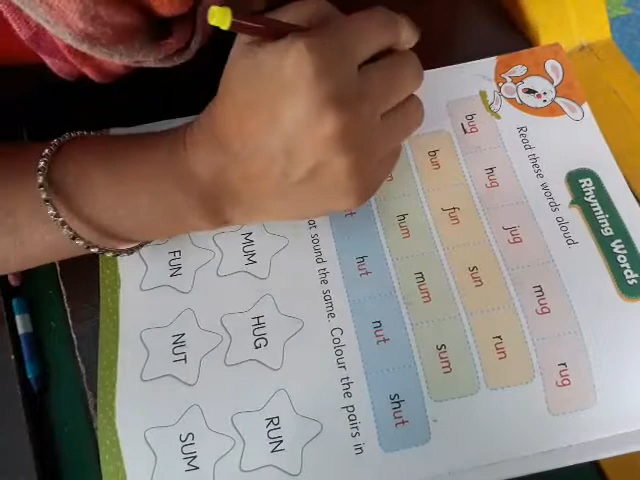 Rhyming Words
Read these words aloud.
bug hug jug mug rug
bun fun sun run
hum mum sum
hut nut shut
sound the same. Colour the pairs in
MUM HUG RUN
FUN NUT SUM